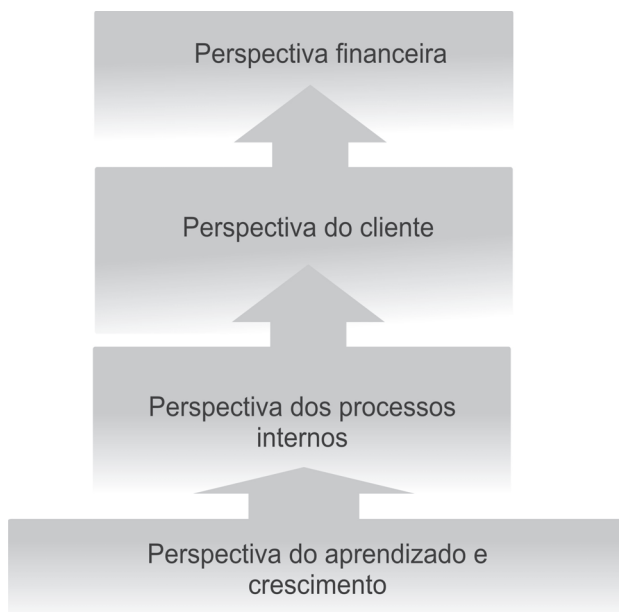 Perspectiva financeira
Perspectiva do cliente
Perspectiva dos processos
internos
Perspectiva do aprendizado e
crescimento